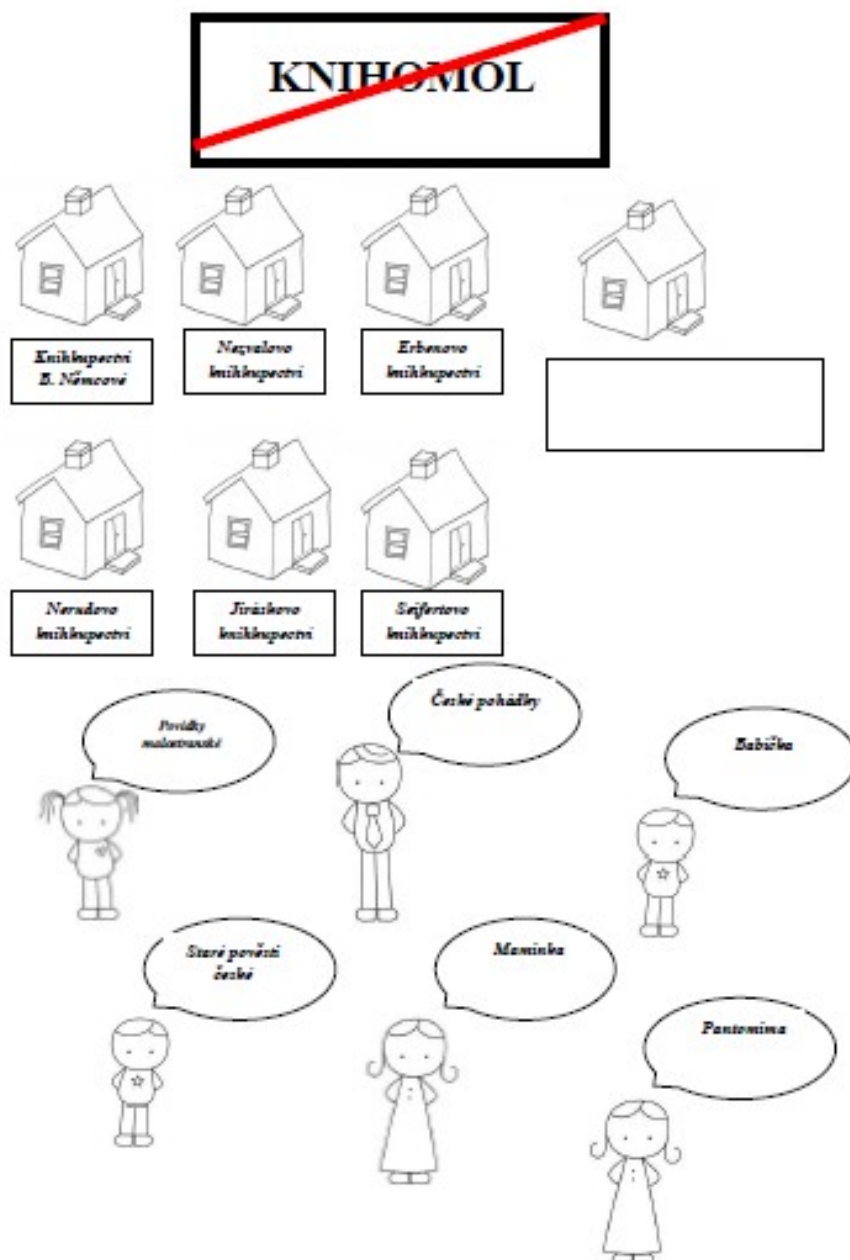 KNIHOMOL
Knihkupectví
B. Němcové
Nezvalovo
knihkupectví
Erbenovo
knihkupectví
Nerudovo
knihkupectví
Jiráskovo
knihkupectví
Seifertovo
knihkupectví
Povídky
malostranské
České pohádky
Babička
Staré pověsti
české
Maminka
Pantomima